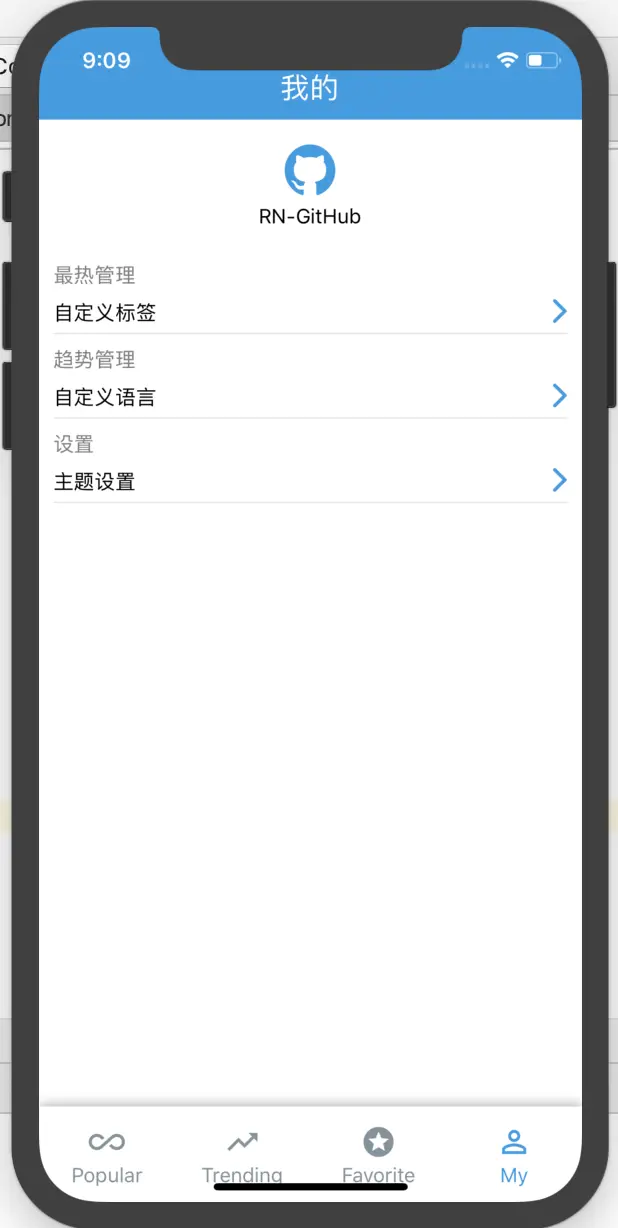 9:09
我的
RN-GitHub
最热管理
自定义标签
趋势管理
自定义语言
设置
主题设置
Popular
Trending
Favorite
My